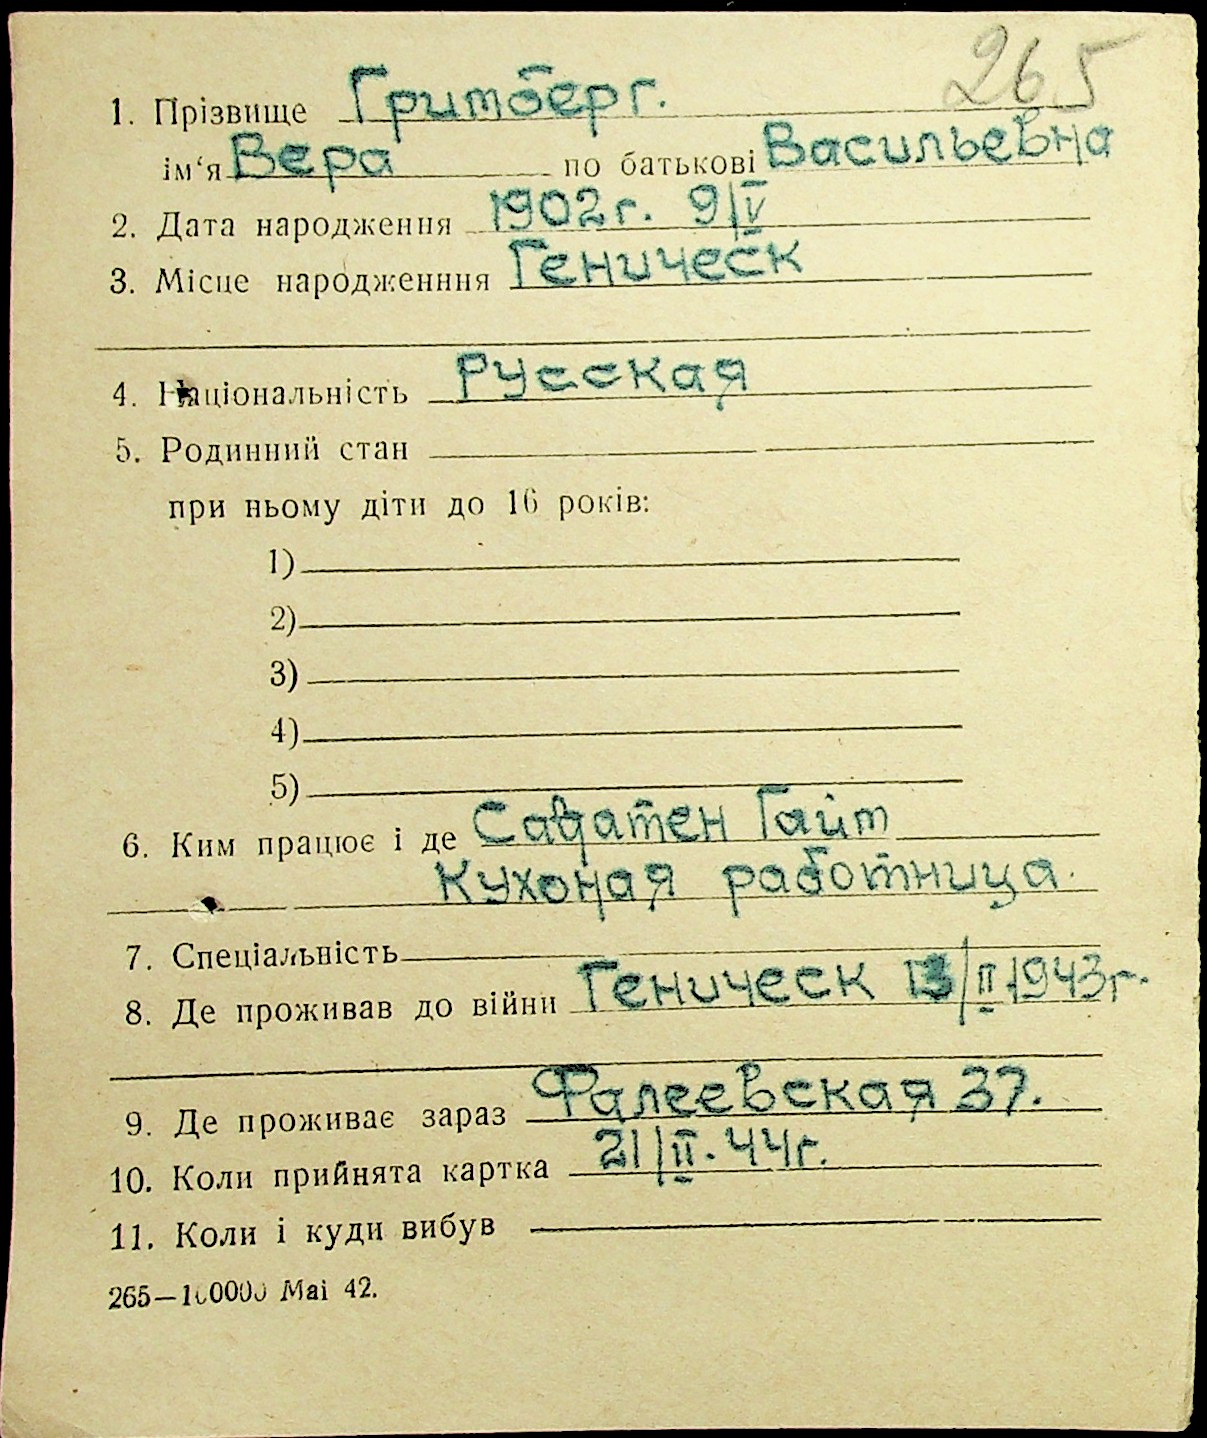 265
1. Прізвище Гритберг.
ім‘я Вера по батькові Васильевна
2. Дата народження 1902г. 9/V
3. Місце народженння Геническ
4. Національність Русская
5. Родинний стан
при ньому діти до 16 років:
1)
2)
3)
4)
5)
6. Ким працює і де Садатен Гайт
Кухоная работница.
7. Спеціальність
8. Де проживав до війни Геническ 13/II 1943г.
9. Де проживає зараз Фалеевская 37.
10. Коли прийнята картка 21/II. 44г.
11. Коли і куди вибув
265—100000 Mai 42.